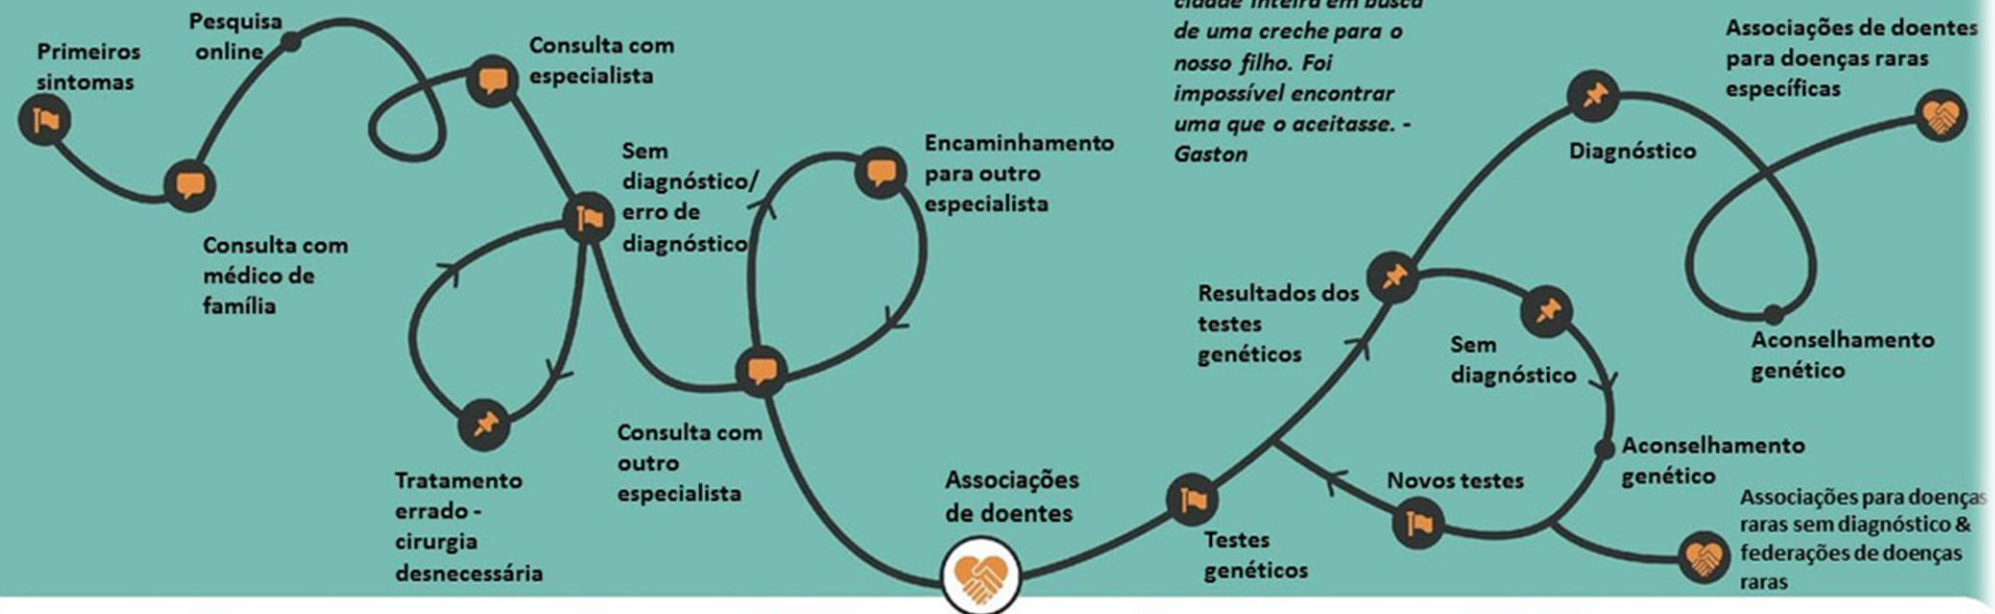 Primeiros
sintomas
Pesquisa
online
Consulta com
médico de
família
Consulta com
especialista
Sem
diagnóstico/
erro de
diagnóstico
Tratamento
errado -
cirurgia
desnecessária
Consulta com
outro
especialista
Encaminhamento
para outro
especialista
Associações
de doentes
cidade inteira em busca
de uma creche para o
nosso filho. Foi
impossível encontrar
uma que o aceitasse. -
Gaston
Testes
genéticos
Resultados dos
testes
genéticos
Sem
diagnóstico
Aconselhamento
genético
Novos testes
Associações para doenças
raras sem diagnóstico &
federações de doenças
raras
Diagnóstico
Aconselhamento
genético
Associações de doentes
para doenças raras
específicas